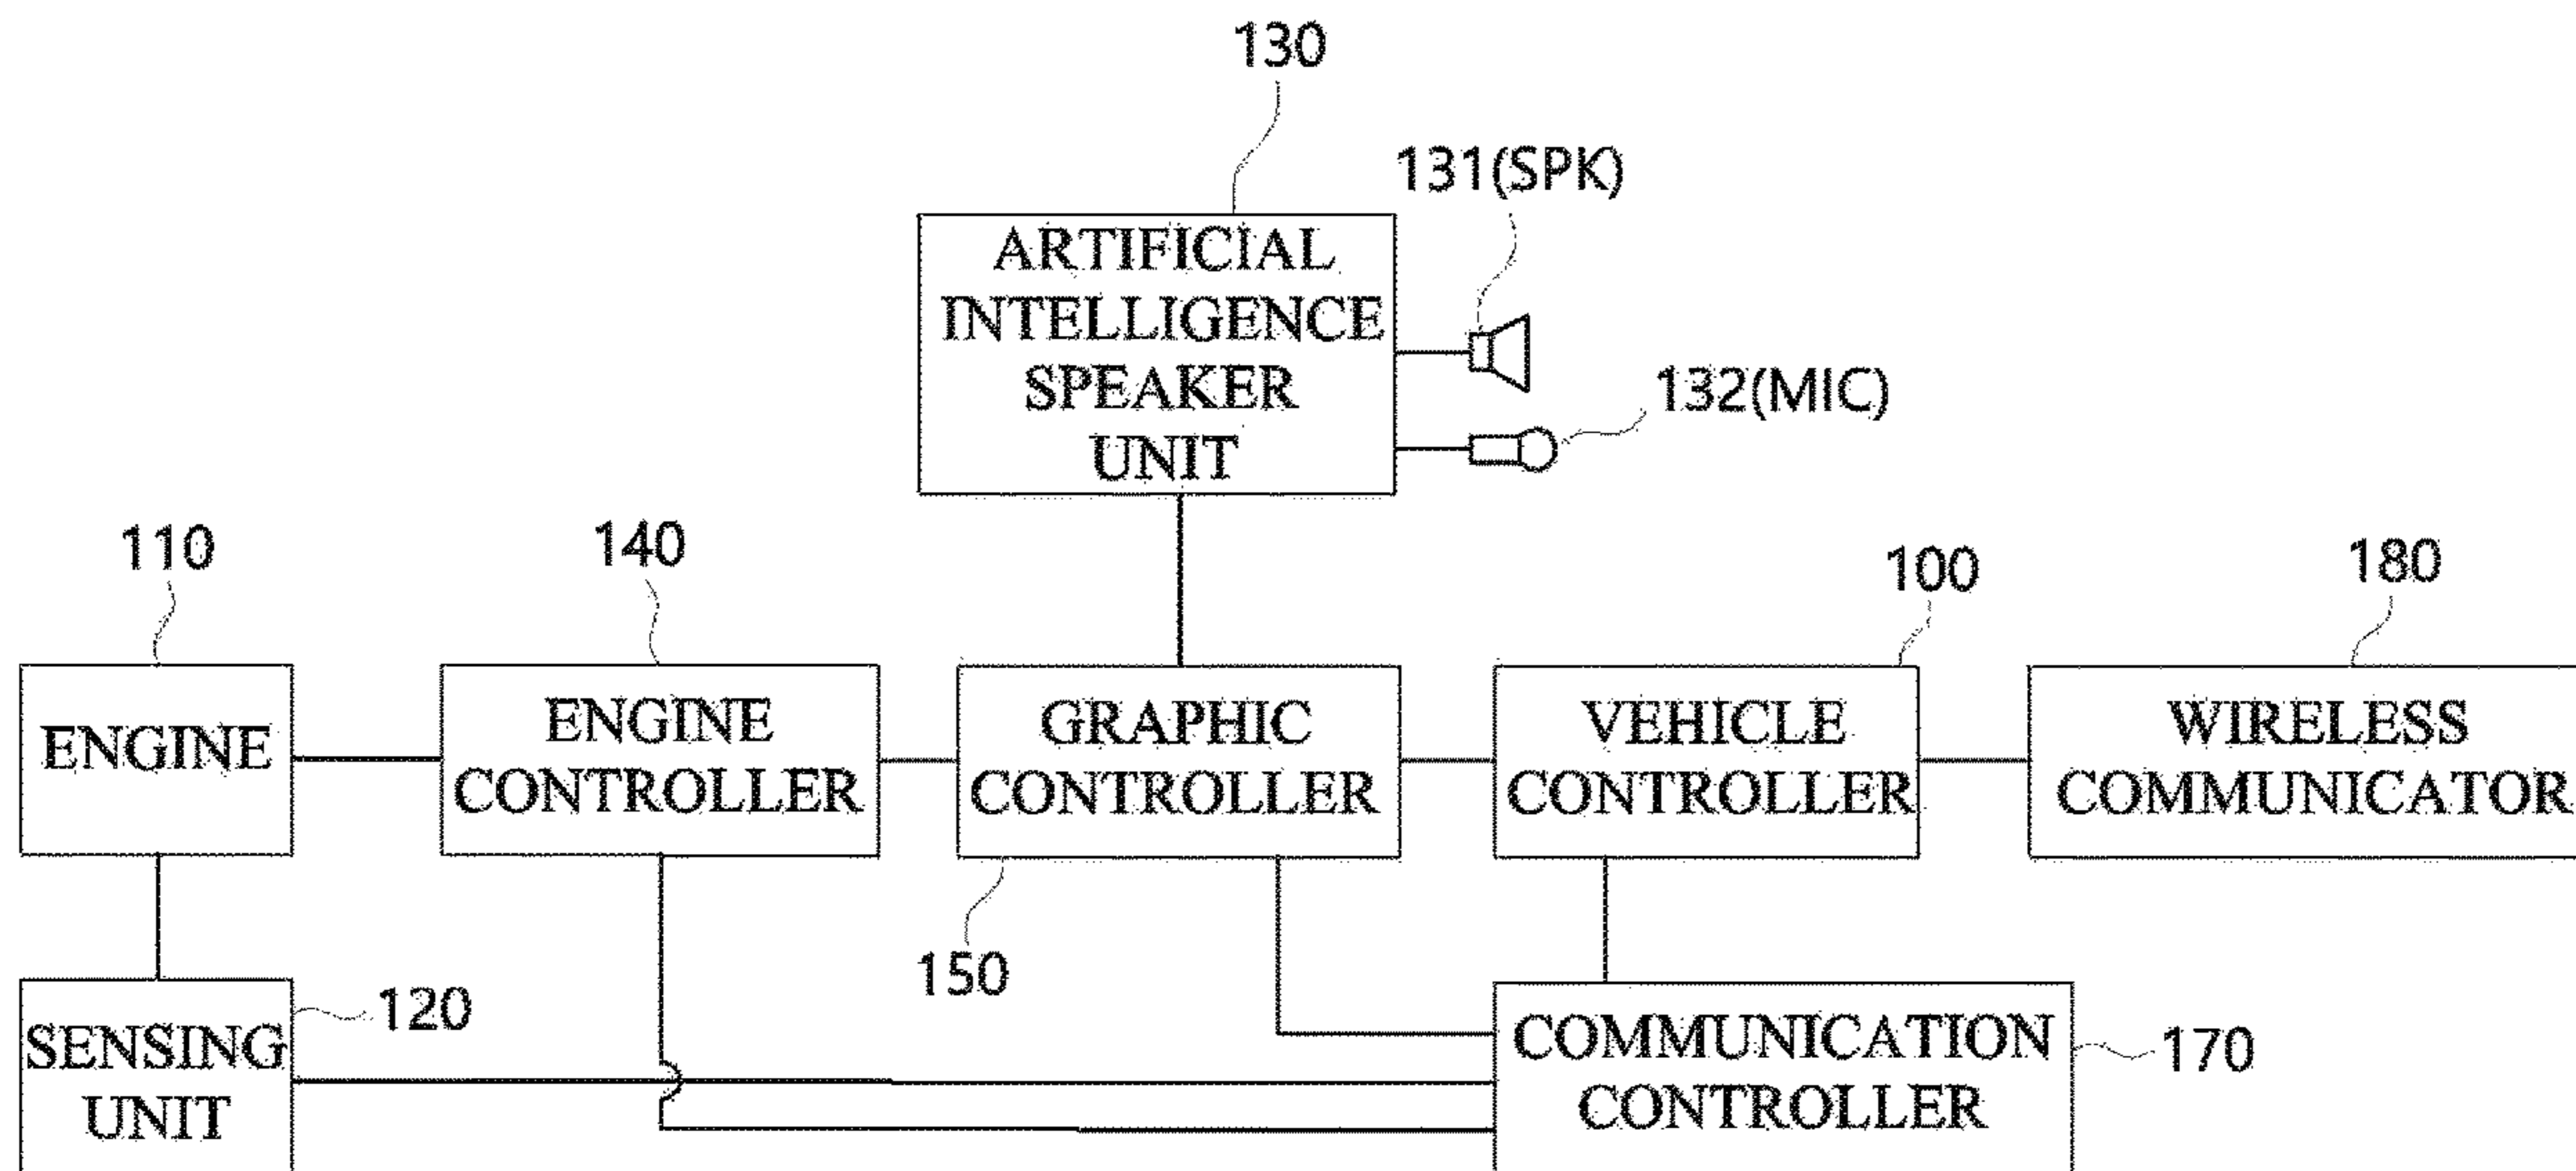 130
131(SPK)
ARTIFICIAL
INTELLIGENCE
SPEAKER
UNIT
132(MIC)
110
140
100
180
ENGINE
ENGINE
CONTROLLER
GRAPHIC
CONTROLLER
VEHICLE
CONTROLLER
WIRELESS
COMMUNICATOR
150
120
SENSING
UNIT
COMMUNICATION
CONTROLLER
170